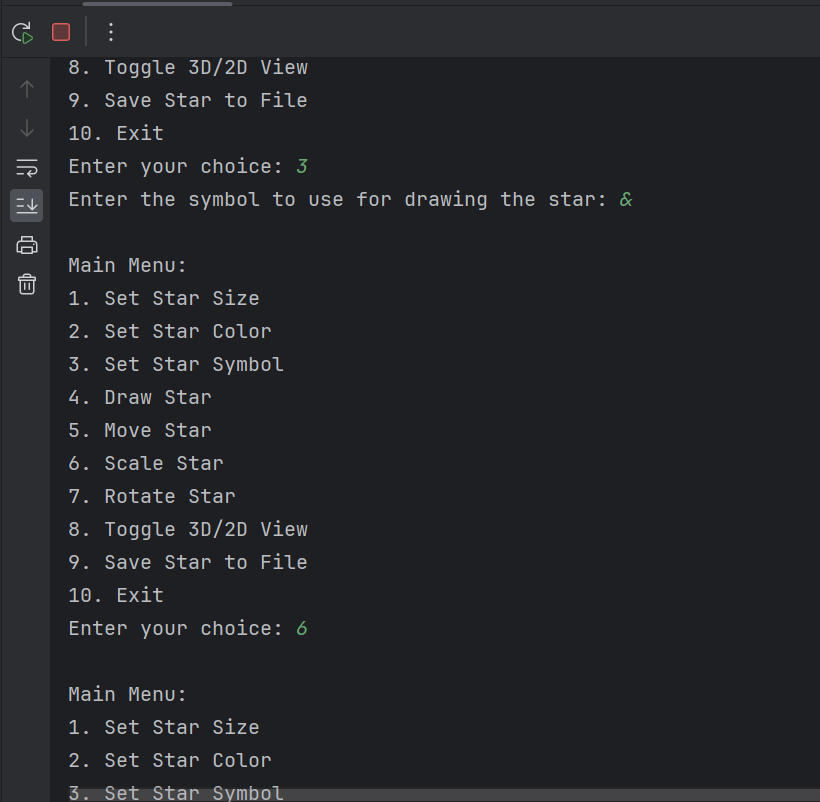 8. Toggle 3D/2D View
9. Save Star to File
10. Exit
Enter your choice: 3
Enter the symbol to use for drawing the star: &
Main Menu:
1. Set Star Size
2. Set Star Color
3. Set Star Symbol
4. Draw Star
5. Move Star
6. Scale Star
7. Rotate Star
8. Toggle 3D/2D View
9. Save Star to File
10. Exit
Enter your choice: 6
Main Menu:
1. Set Star Size
2. Set Star Color
3. Set Star Symbol